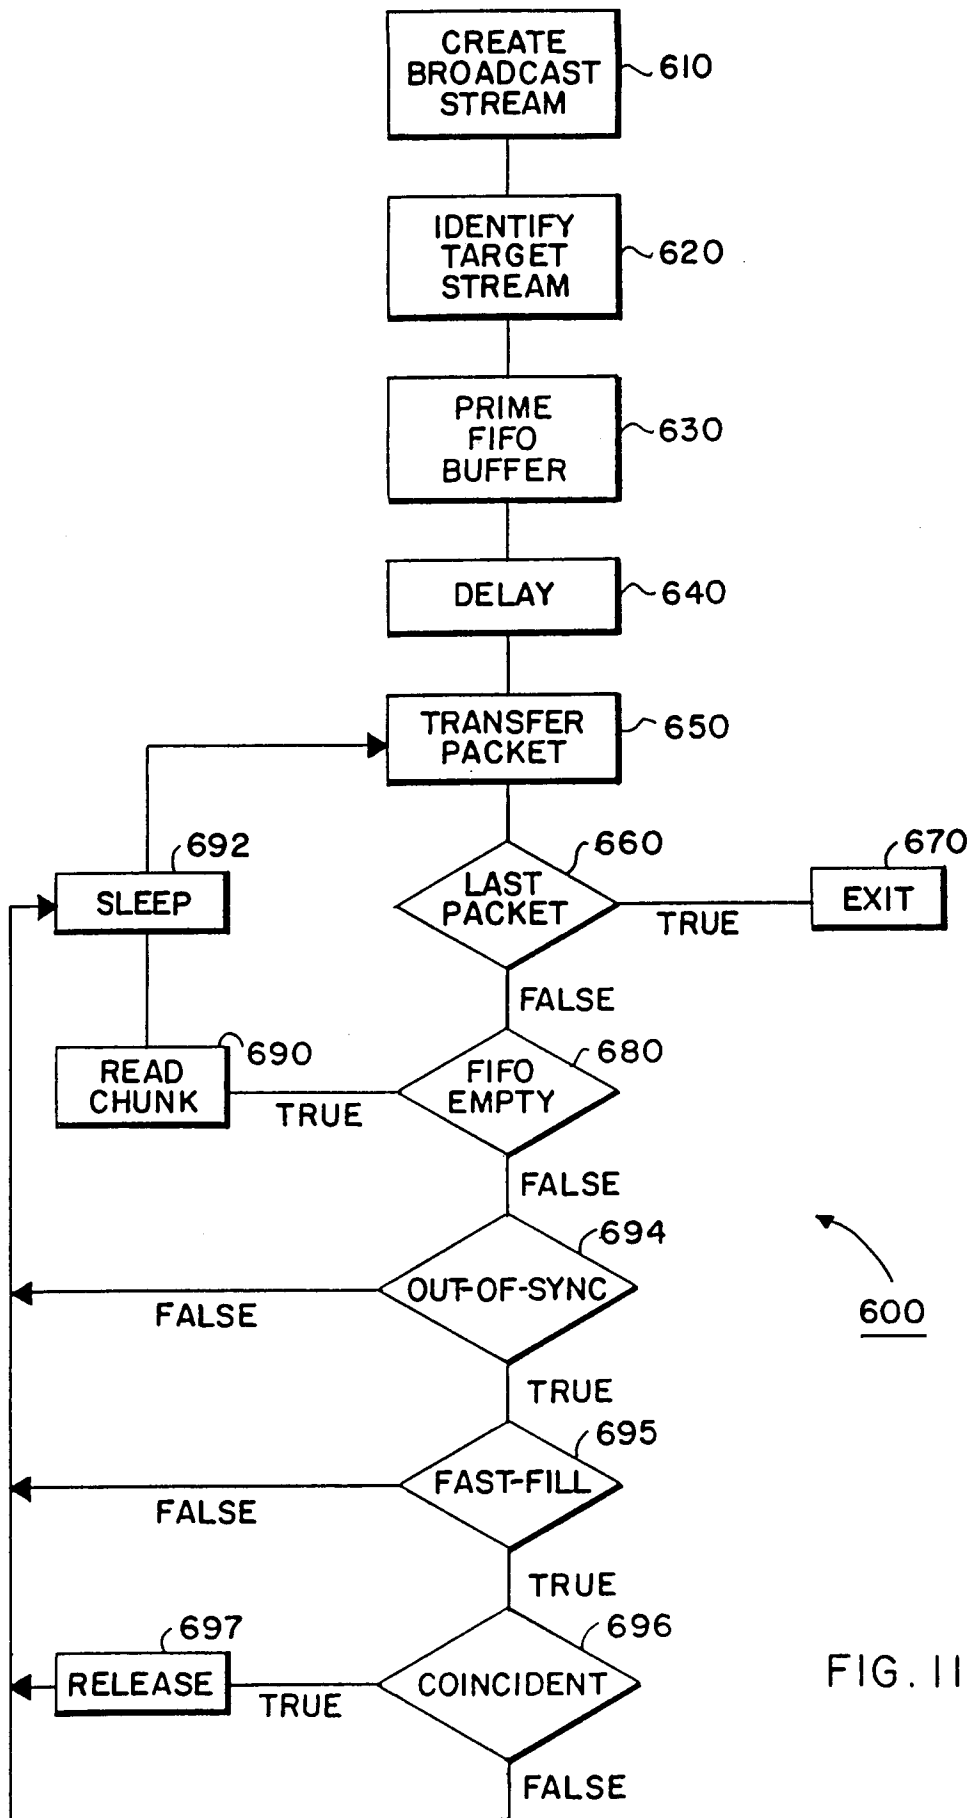 CREATE
BROADCAST
STREAM
610
IDENTIFY
TARGET
STREAM
620
PRIME
FIFO
BUFFER
630
DELAY
640
TRANSFER
PACKET
650
692
SLEEP
660
LAST
PACKET
TRUE
670
EXIT
FALSE
690
READ
CHUNK
TRUE
680
FIFO
EMPTY
FALSE
694
OUT-OF-SYNC
FALSE
600
TRUE
695
FAST-FILL
FALSE
TRUE
697
RELEASE
TRUE
696
COINCIDENT
FALSE
FIG. 11